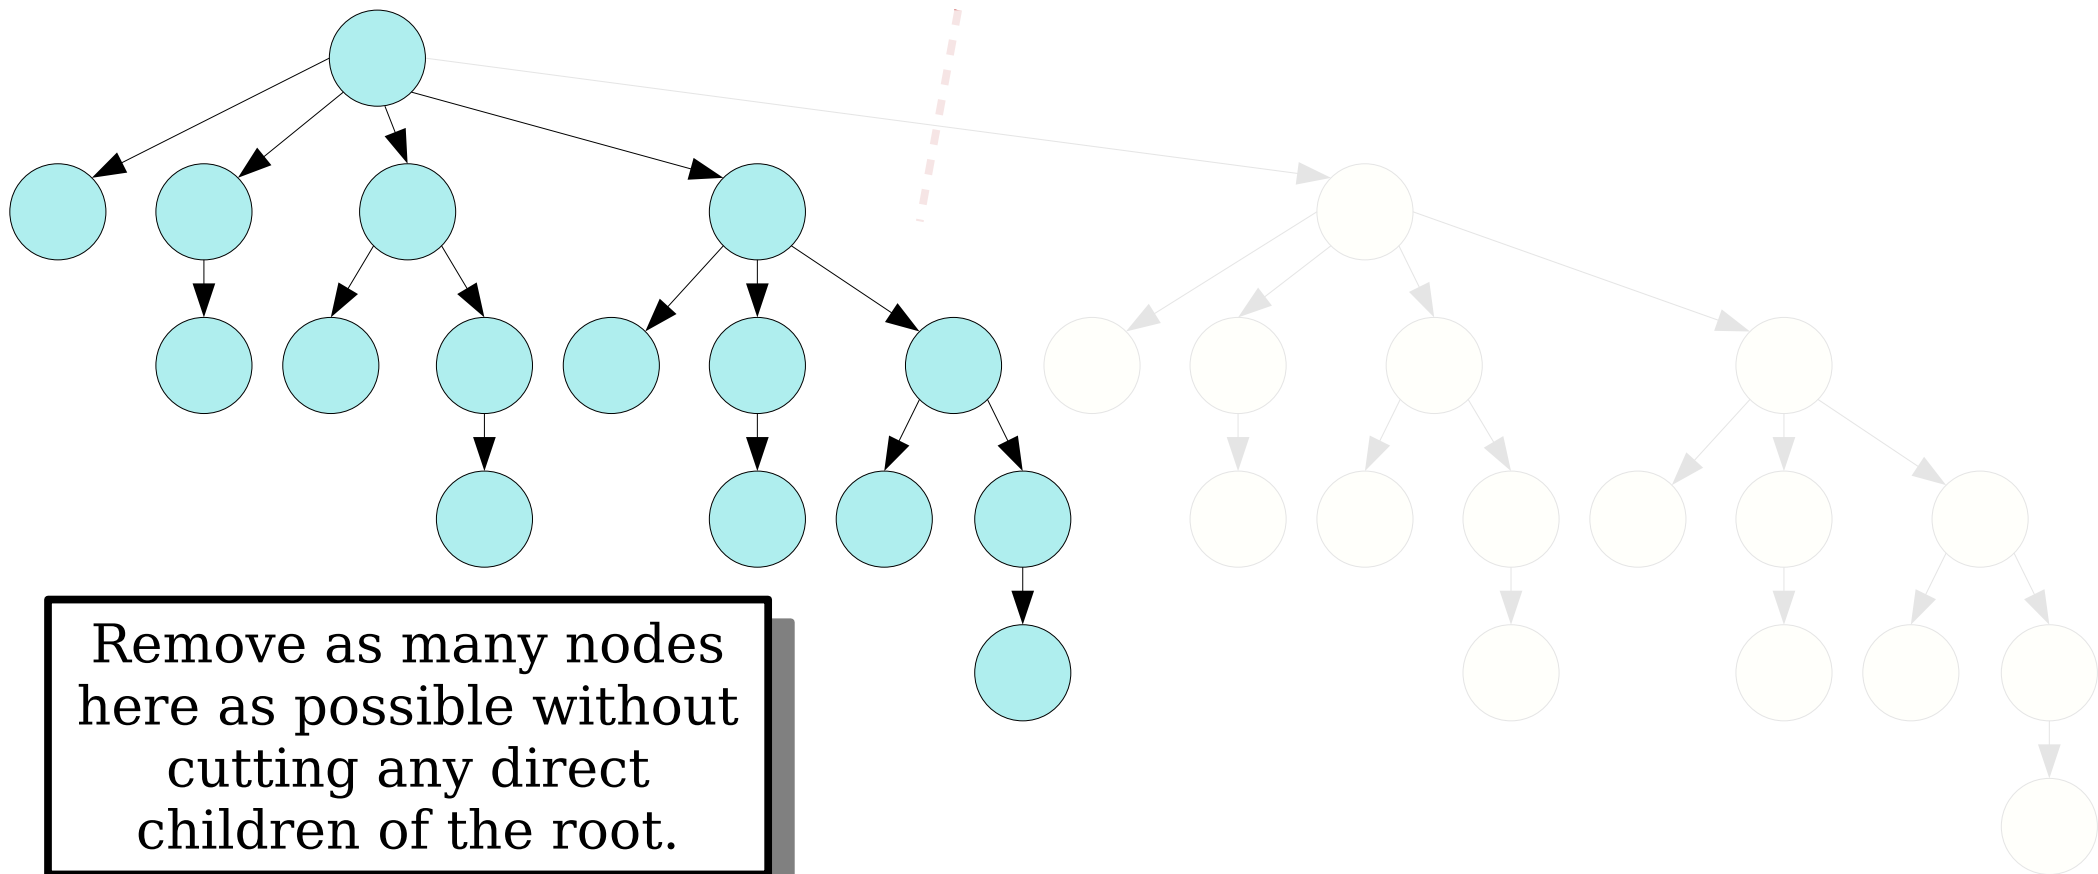 Remove as many nodes
here as possible without
cutting any direct
children of the root.